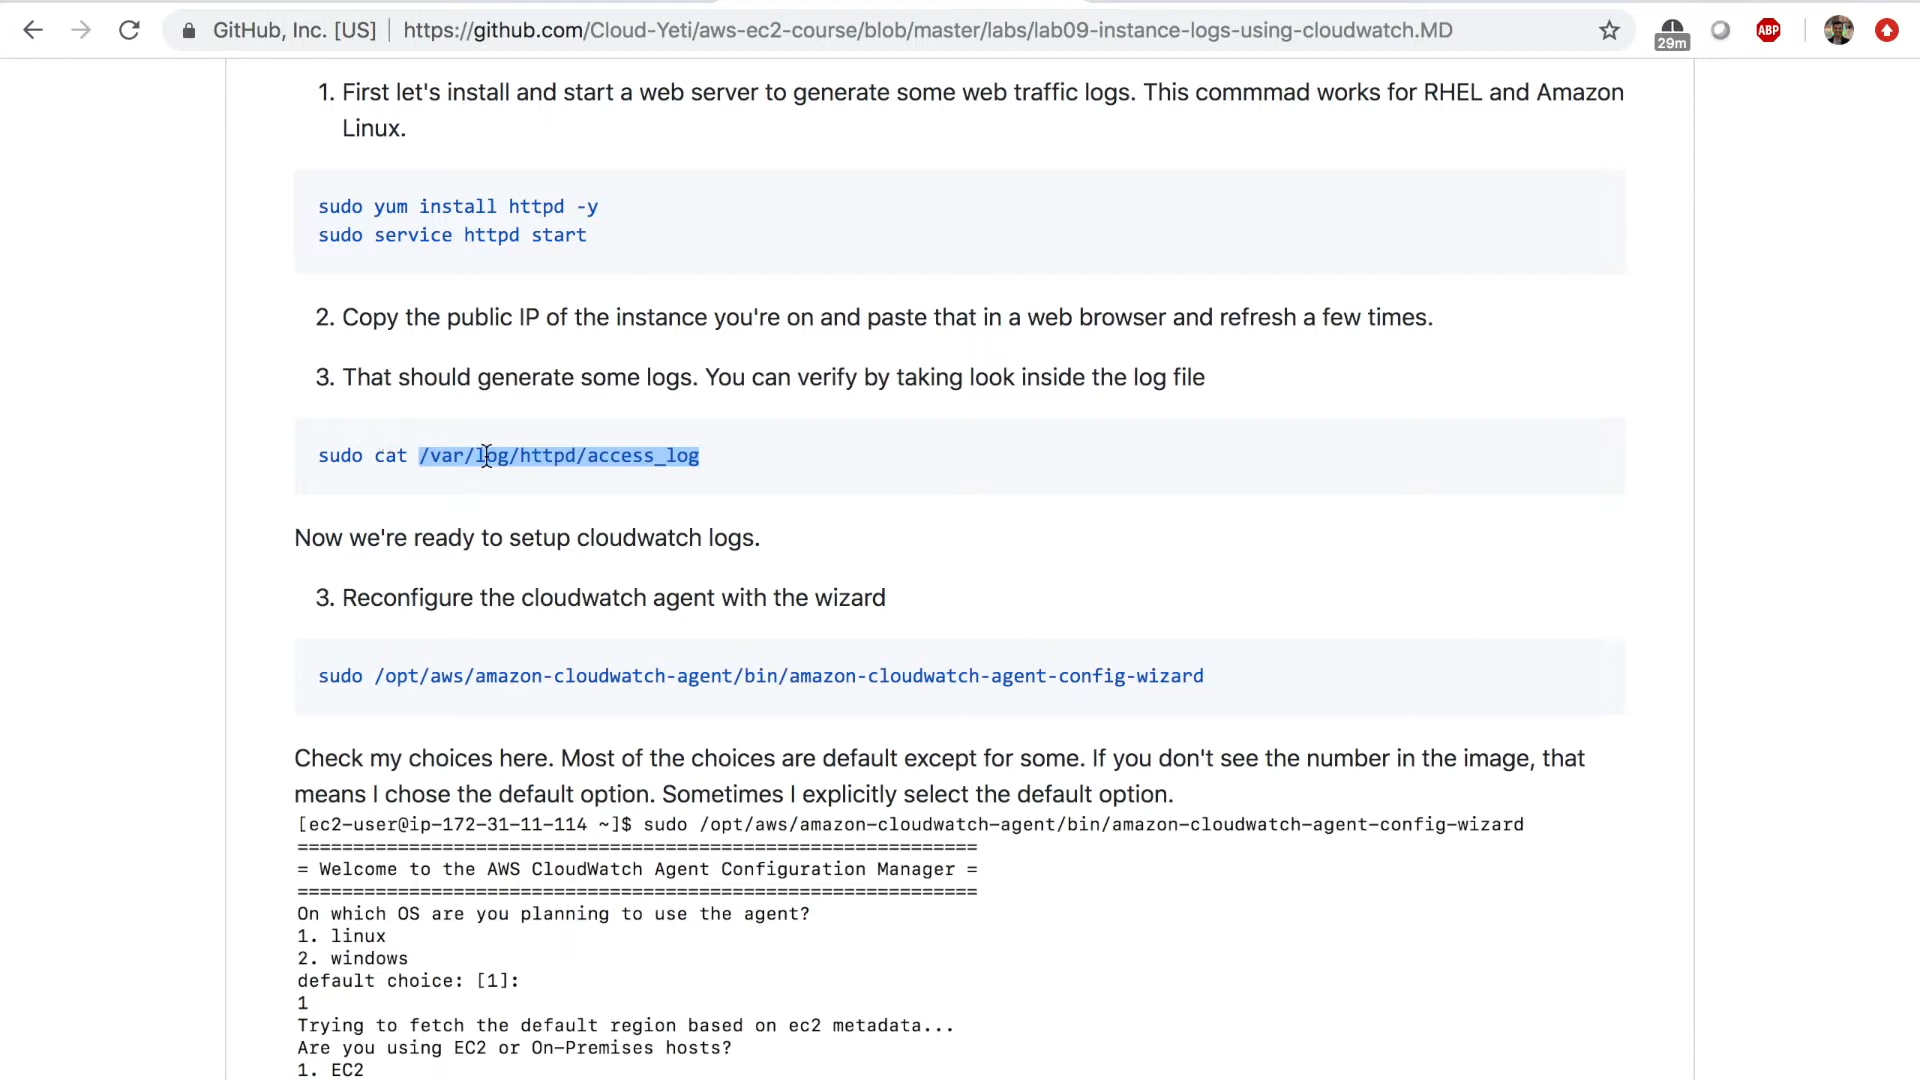 GitHub, Inc. [US] | https://github.com/Cloud-Yeti/aws-ec2-course/blob/master/labs/lab09-instance-logs-using-cloudwatch.MD
29m
ABP
1. First let's install and start a web server to generate some web traffic logs. This commmad works for RHEL and Amazon
Linux.
sudo yum install httpd -y
sudo service httpd start
2. Copy the public IP of the instance you're on and paste that in a web browser and refresh a few times.
3. That should generate some logs. You can verify by taking look inside the log file
sudo cat /var/log/httpd/access_log
Now we're ready to setup cloudwatch logs.
3. Reconfigure the cloudwatch agent with the wizard
sudo /opt/aws/amazon-cloudwatch-agent/bin/amazon-cloudwatch-agent-config-wizard
Check my choices here. Most of the choices are default except for some. If you don't see the number in the image, that
means I chose the default option. Sometimes I explicitly select the default option.
[ec2-user@ip-172-31-11-114 ~]$ sudo /opt/aws/amazon-cloudwatch-agent/bin/amazon-cloudwatch-agent-config-wizard
=============================================================
= Welcome to the AWS CloudWatch Agent Configuration Manager =
=============================================================
On which OS are you planning to use the agent?
1. linux
2. windows
default choice: [1]:
1
Trying to fetch the default region based on ec2 metadata...
Are you using EC2 or On-Premises hosts?
1. EC2